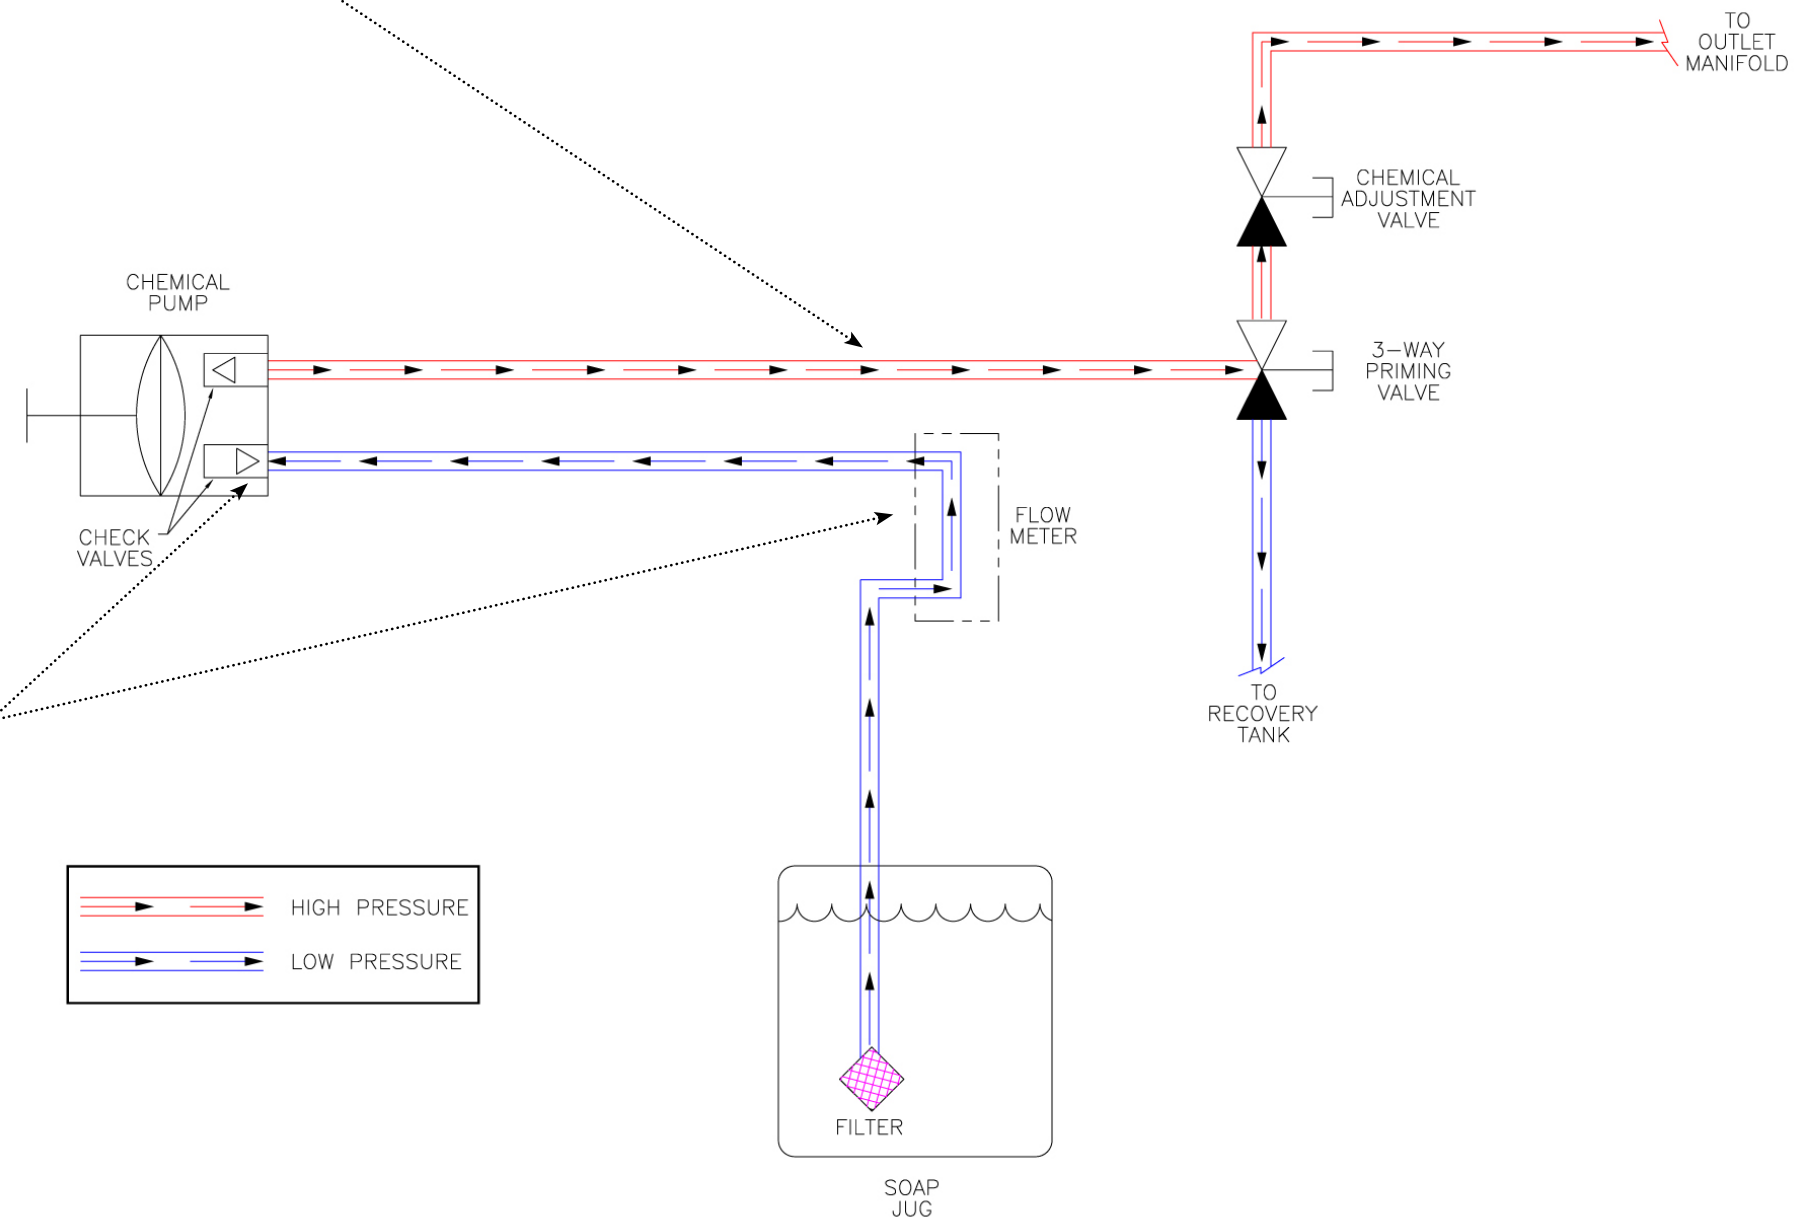 TO
OUTLET
MANIFOLD
CHEMICAL
ADJUSTMENT
VALVE
CHEMICAL
PUMP
3-WAY
PRIMING
VALVE
CHECK
VALVES
FLOW
METER
TO
RECOVERY
TANK
HIGH PRESSURE
LOW PRESSURE
FILTER
SOAP
JUG